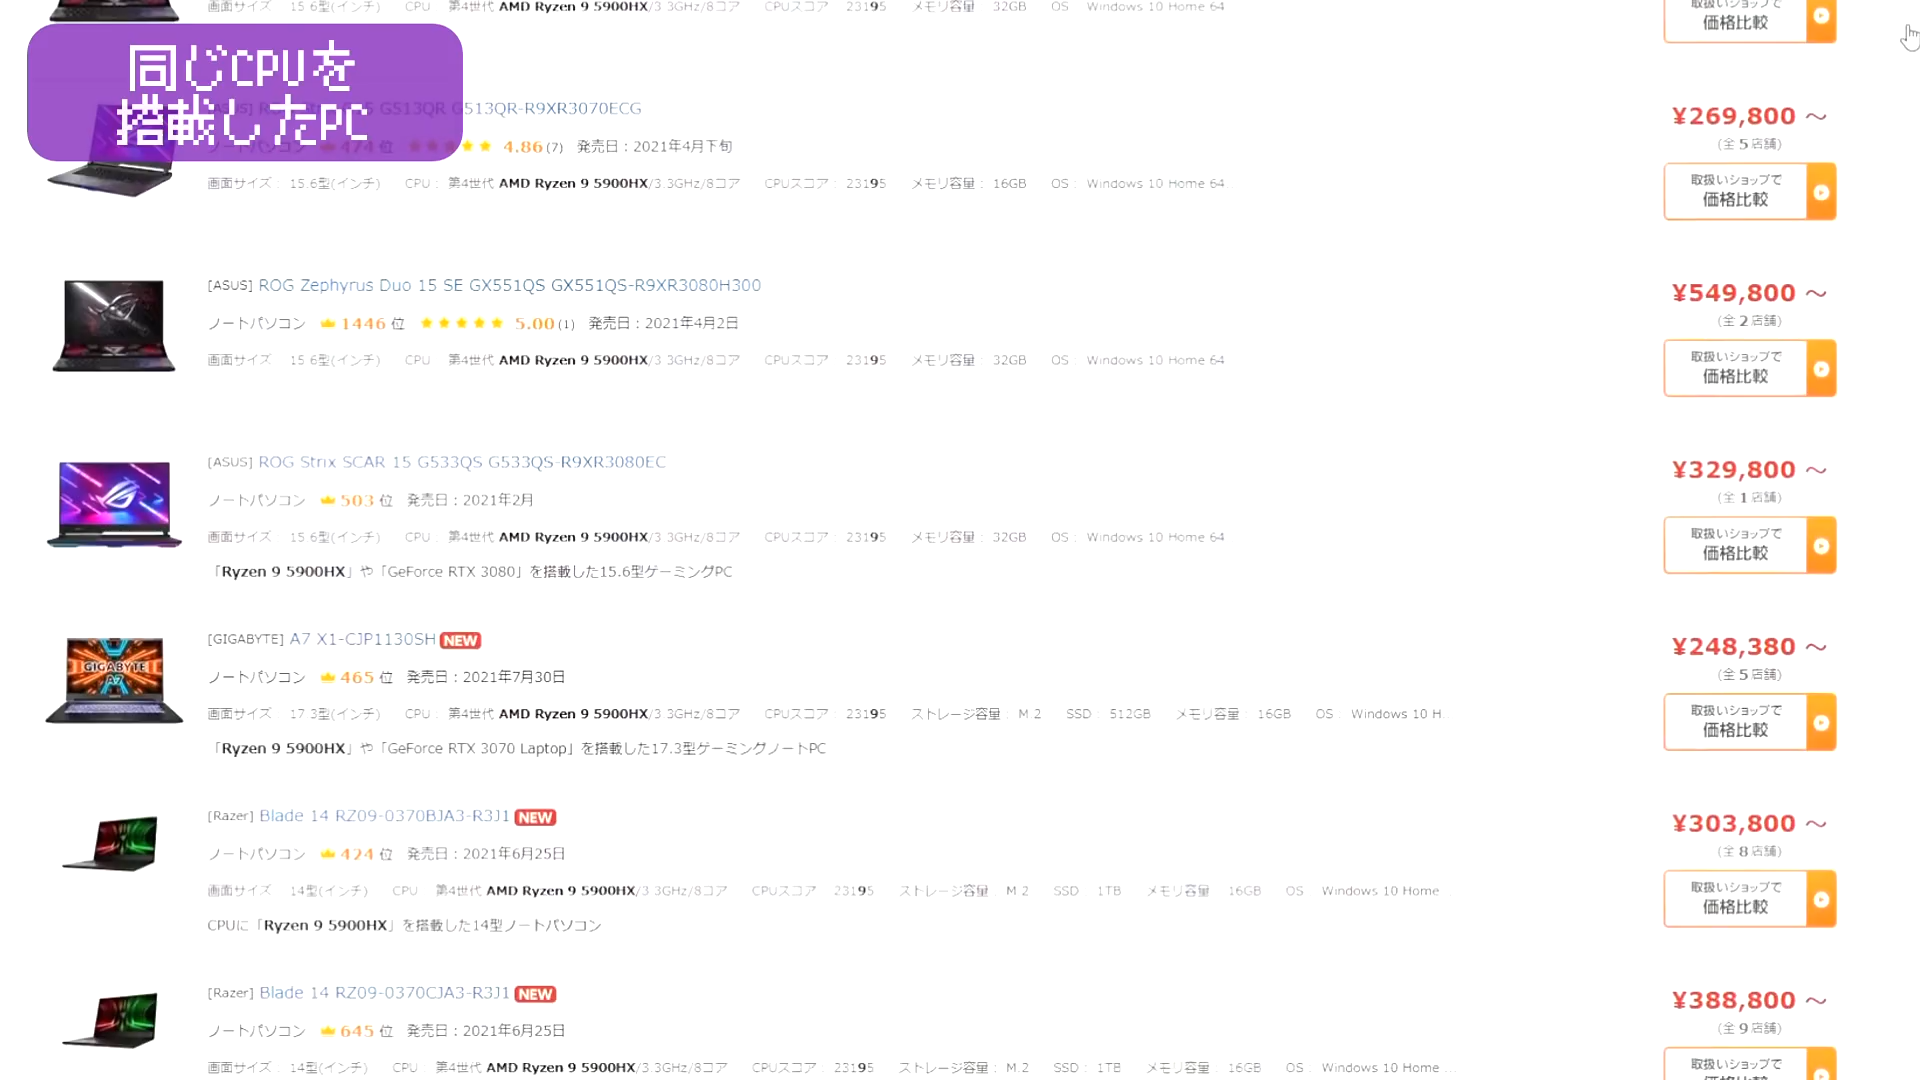 画面サイズ 15.6型(インチ) CPU 第4世代 AMD Ryzen 9 5900HX/3.3GHz/8コア CPUスコア 23195 メモリ容量 32GB OS Windows 10 Home 64
取扱いショップで
価格比較
同じCPUを
搭載したPC
G513QR G513QR-R9XR3070ECG
ノートパソコン 474位 4.86(7) 発売日：2021年4月下旬
画面サイズ： 15.6型(インチ) CPU： 第4世代 AMD Ryzen 9 5900HX/3.3GHz/8コア CPUスコア： 23195 メモリ容量： 16GB OS： Windows 10 Home 64
¥269,800 ～
(全 5 店舗)
取扱いショップで
価格比較
[ASUS] ROG Zephyrus Duo 15 SE GX551QS GX551QS-R9XR3080H300
ノートパソコン 1446 位 ★★★★★ 5.00(1) 発売日：2021年4月2日
画面サイズ 15.6型(インチ) CPU 第4世代 AMD Ryzen 9 5900HX/3.3GHz/8コア CPUスコア 23195 メモリ容量： 32GB OS： Windows 10 Home 64
¥549,800 ～
(全 2 店舗)
取扱いショップで
価格比較
[ASUS] ROG Strix SCAR 15 G533QS G533QS-R9XR3080EC
ノートパソコン 503 位 発売日：2021年2月
画面サイズ 15.6型(インチ) CPU： 第4世代 AMD Ryzen 9 5900HX/3.3GHz/8コア CPUスコア： 23195 メモリ容量： 32GB OS： Windows 10 Home 64
「Ryzen 9 5900HX」や「GeForce RTX 3080」を搭載した15.6型ゲーミングPC
¥329,800 ～
(全 1 店舗)
取扱いショップで
価格比較
GIGABYTE
A7
[GIGABYTE] A7 X1-CJP1130SH NEW
ノートパソコン 465 位 発売日：2021年7月30日
画面サイズ 17.3型(インチ) CPU： 第4世代 AMD Ryzen 9 5900HX/3.3GHz/8コア CPUスコア： 23195 ストレージ容量： M.2 SSD： 512GB メモリ容量： 16GB OS： Windows 10 H...
「Ryzen 9 5900HX」や「GeForce RTX 3070 Laptop」を搭載した17.3型ゲーミングノートPC
¥248,380 ～
(全 5 店舗)
取扱いショップで
価格比較
[Razer] Blade 14 RZ09-0370BJA3-R3J1 NEW
ノートパソコン 424 位 発売日：2021年6月25日
画面サイズ 14型(インチ) CPU 第4世代 AMD Ryzen 9 5900HX/3.3GHz/8コア CPUスコア 23195 ストレージ容量： M.2 SSD 1TB メモリ容量 16GB OS Windows 10 Home ...
CPUに「Ryzen 9 5900HX」を搭載した14型ノートパソコン
¥303,800 ～
(全 8 店舗)
取扱いショップで
価格比較
[Razer] Blade 14 RZ09-0370CJA3-R3J1 NEW
ノートパソコン 645 位 発売日：2021年6月25日
画面サイズ： 14型(インチ) CPU： 第4世代 AMD Ryzen 9 5900HX/3.3GHz/8コア CPUスコア： 23195 ストレージ容量： M.2 SSD： 1TB メモリ容量： 16GB OS： Windows 10 Home ...
¥388,800 ～
(全 9 店舗)
取扱いショップで